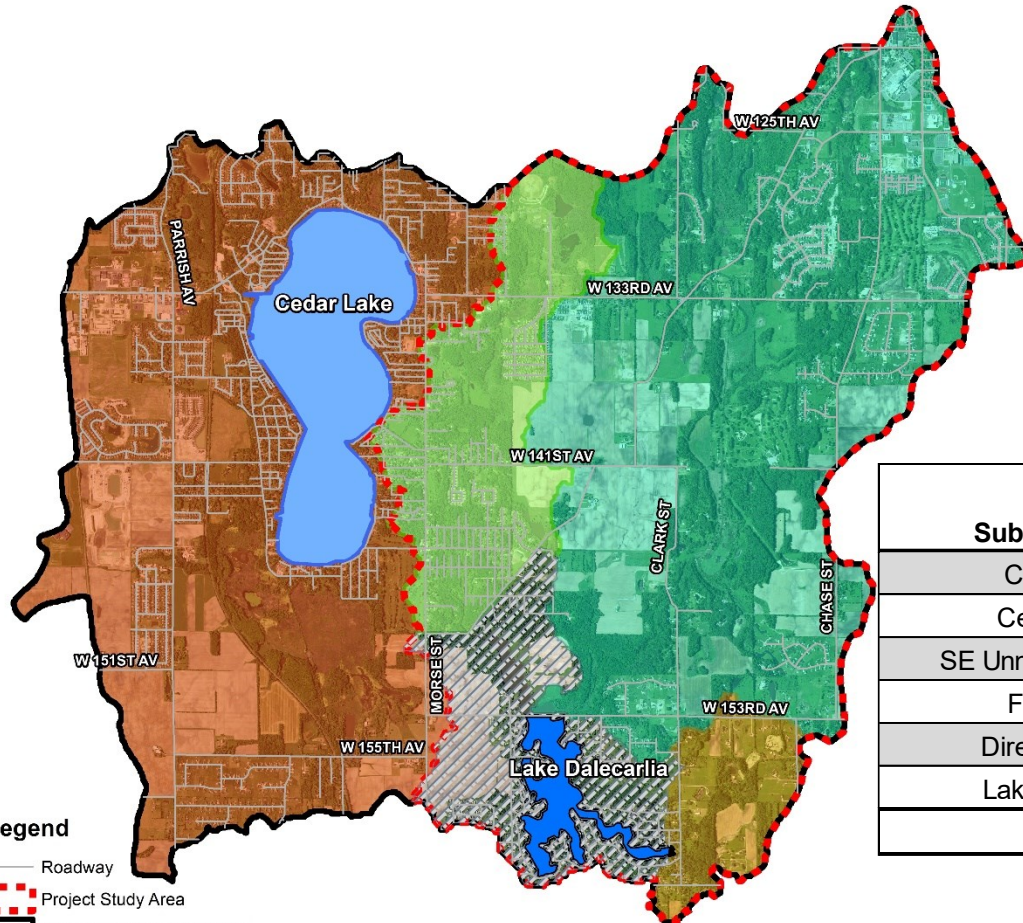 W 125TH AV
PARRISH AV
W 133RD AV
Cedar Lake
W 141ST AV
CLARK ST
CHASE ST
W 151ST AV
MORSE ST
W 153RD AV
W 155TH AV
Lake Dalecarlia
Sub
C
Ce
SE Unr
F
Dire
Lak
egend
Roadway
Project Study Area